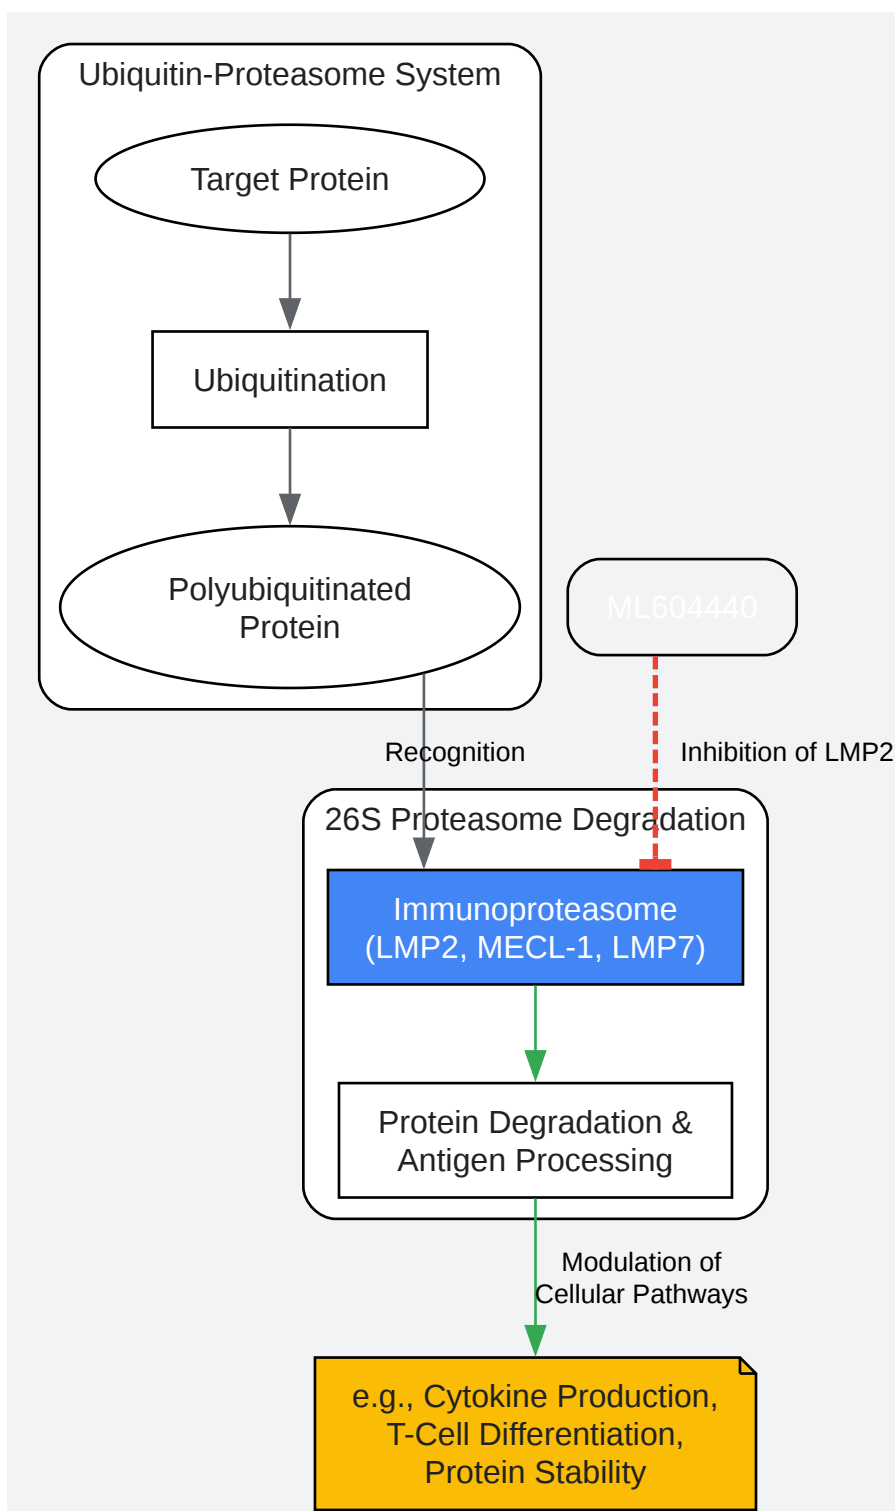 Ubiquitin-Proteasome System
Target Protein
Ubiquitination
Polyubiquitinated
Protein
ML604440
Recognition
Inhibition of LMP2
26S Proteasome Degradation
Immunoproteasome
(LMP2, MECL-1, LMP7)
Protein Degradation &
Antigen Processing
Modulation of
Cellular Pathways
e.g., Cytokine Production,
T-Cell Differentiation,
Protein Stability